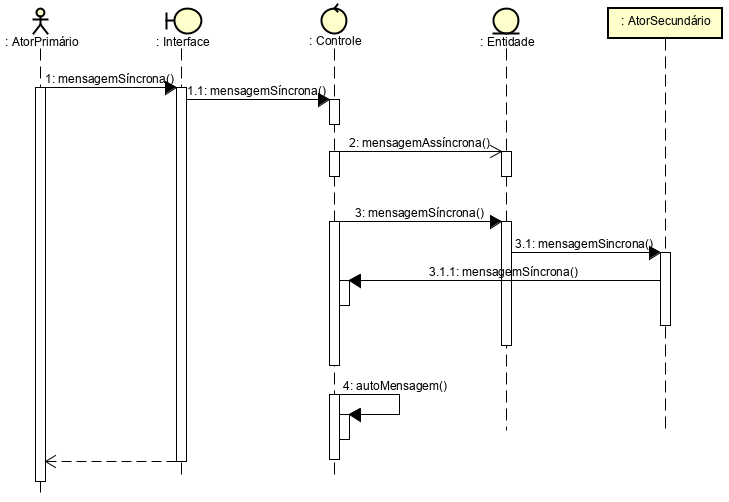 : AtorPrimário
: Interface
: Controle
: Entidade
: AtorSecundário
1: mensagemSíncrona()
1.1: mensagemSíncrona()
2: mensagemAssíncrona()
3: mensagemSíncrona()
3.1: mensagemSincrona()
3.1.1: mensagemSíncrona()
4: autoMensagem()